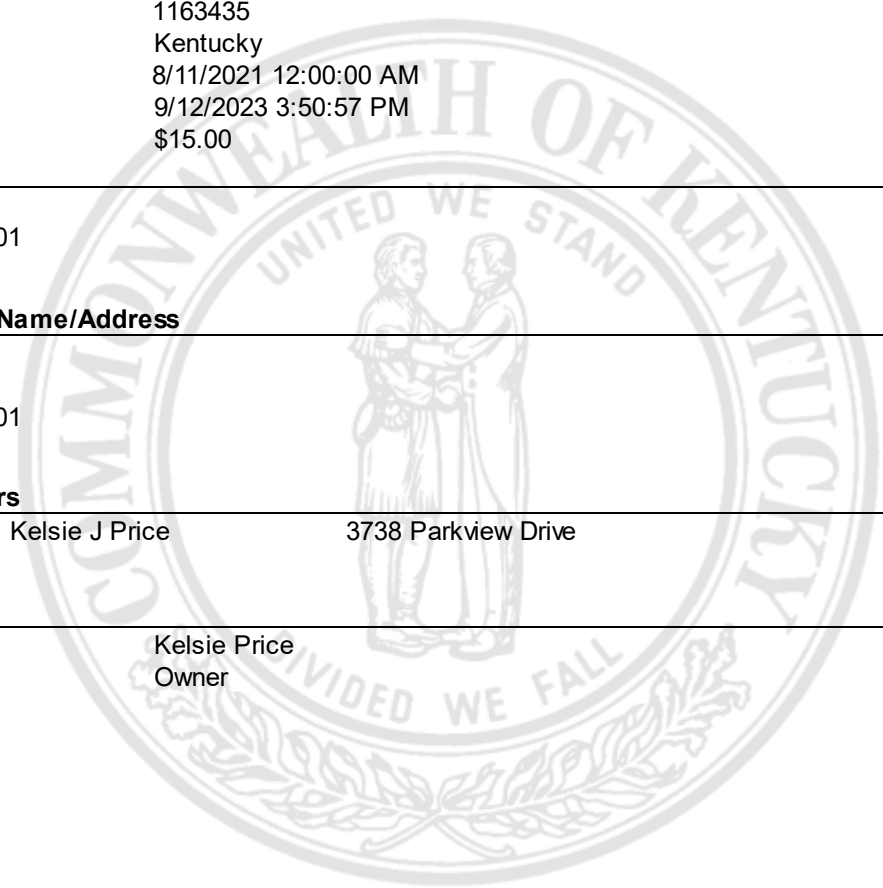 1163435
Kentucky
8/11/2021 12:00:00 AM
9/12/2023 3:50:57 PM
$15.00
01
Name/Address
01
rs
Kelsie J Price 3738 Parkview Drive
Kelsie Price
Owner
COMMONWEALTH OF KENTUCKY
UNITED WE STAND
DIVIDED WE FALL